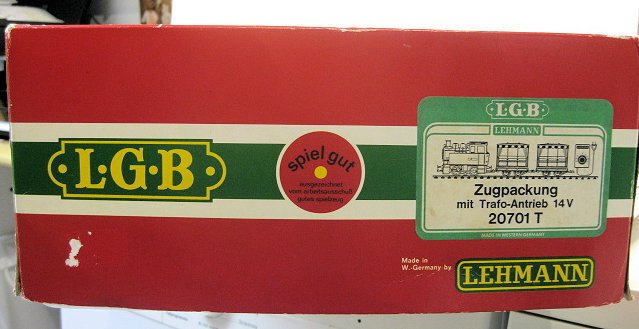 L·G·B
spiel gut
ausgezeichnet
vom arbeitsausschuß
gutes spielzeug
L·G·B
LEHMANN
Zugpackung
mit Trafo-Antrieb 14 V
20701 T
MADE IN WESTERN GERMANY
Made in
W.-Germany by
LEHMANN